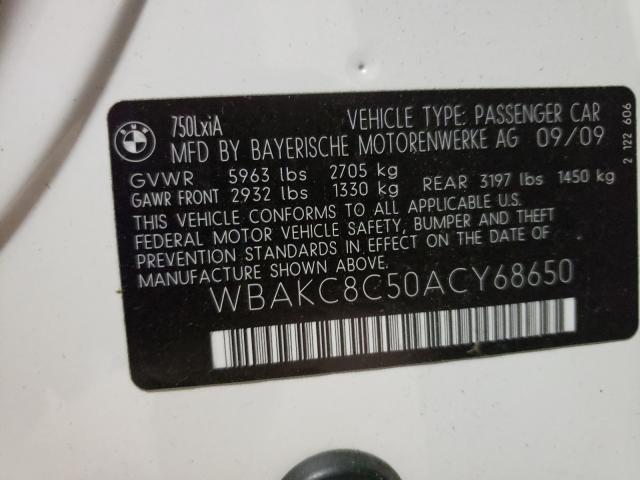 BMW
750LxiA VEHICLE TYPE: PASSENGER CAR
MFD BY BAYERISCHE MOTORENWERKE AG 09/09
GVWR 5963 lbs 2705 kg
GAWR FRONT 2932 lbs 1330 kg REAR 3197 lbs 1450 kg
THIS VEHICLE CONFORMS TO ALL APPLICABLE U.S.
FEDERAL MOTOR VEHICLE SAFETY, BUMPER AND THEFT
PREVENTION STANDARDS IN EFFECT ON THE DATE OF
MANUFACTURE SHOWN ABOVE.
WBAKC8C50ACY68650
2 122 606